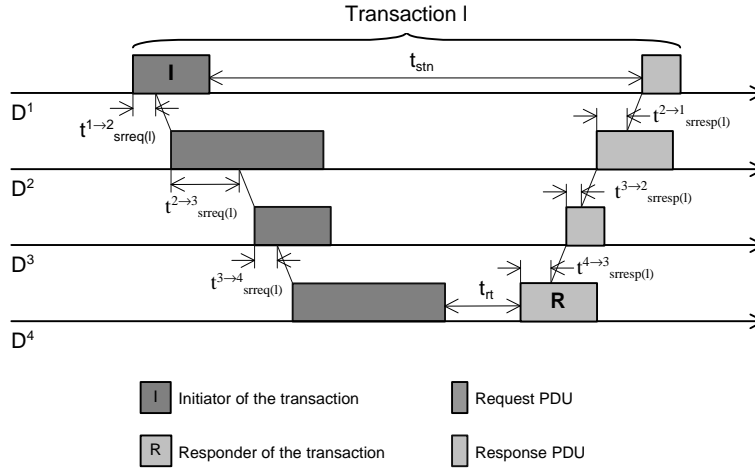 Transaction l
I
t_stn
D^1
t^{1→2}_{srreq(l)}
t^{2→1}_{srresp(l)}
D^2
t^{2→3}_{srreq(l)}
t^{3→2}_{srresp(l)}
D^3
t^{3→4}_{srreq(l)}
t^{4→3}_{srresp(l)}
t_rt
R
D^4
I Initiator of the transaction
Request PDU
R Responder of the transaction
Response PDU